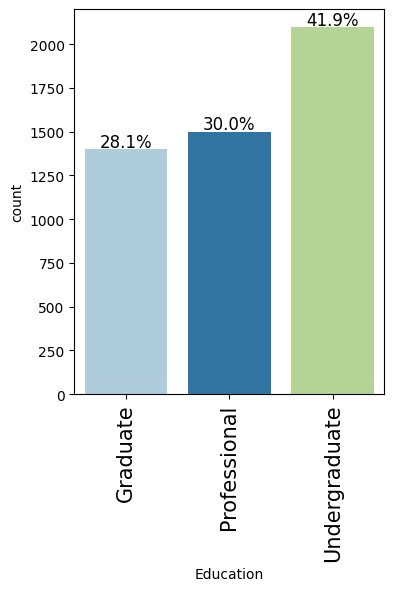 41.9%
30.0%
28.1%
count
2000
1750
1500
1250
1000
750
500
250
0
Graduate
Professional
Undergraduate
Education